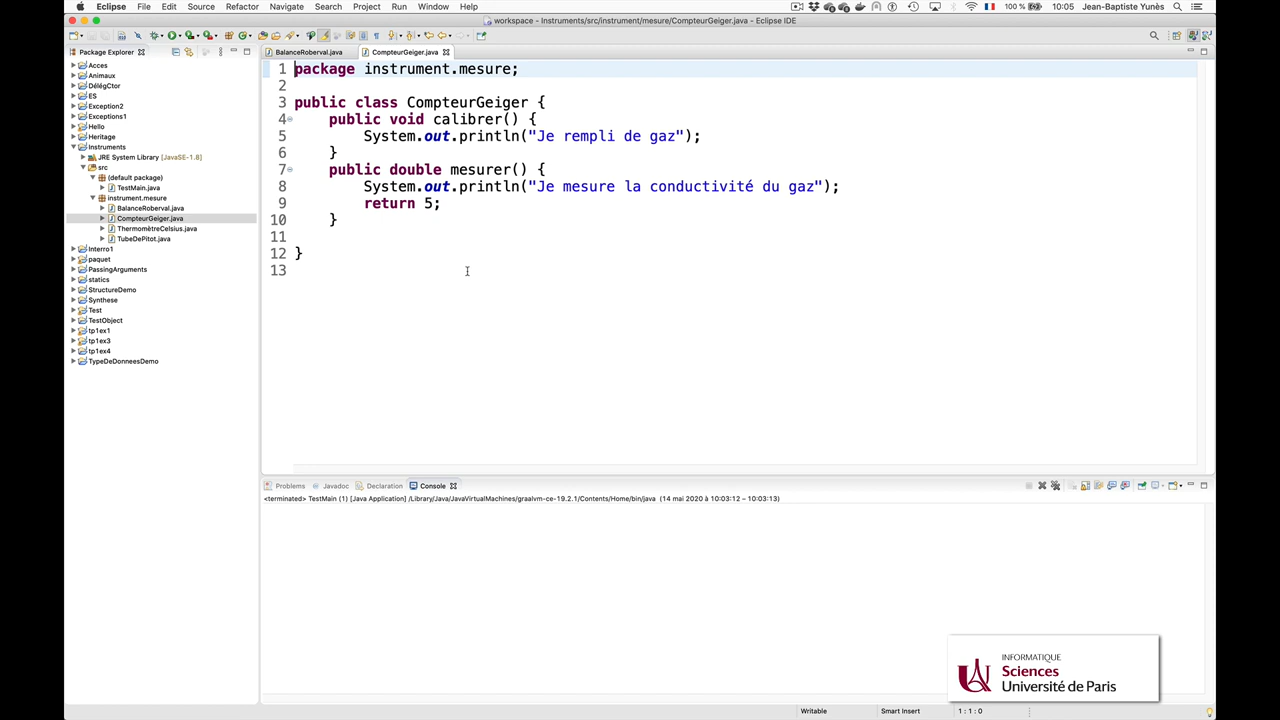 Eclipse File Edit Source Refactor Navigate Search Project Run Window Help 100 % 10:05 Jean-Baptiste Yunès
workspace - Instruments/src/instrument/mesure/CompteurGeiger.java - Eclipse IDE
Package Explorer
Acces
Animaux
DélégCtor
ES
Exception2
Exceptions1
Hello
Heritage
Instruments
JRE System Library [JavaSE-1.8]
src
(default package)
TestMain.java
instrument.mesure
BalanceRoberval.java
CompteurGeiger.java
ThermomètreCelsius.java
TubeDePitot.java
Interro1
paquet
PassingArguments
statics
StructureDemo
Synthese
Test
TestObject
tp1ex1
tp1ex3
tp1ex4
TypeDeDonneesDemo
BalanceRoberval.java CompteurGeiger.java
1 package instrument.mesure;
2
3 public class CompteurGeiger {
4 public void calibrer() {
5 System.out.println("Je rempli de gaz");
6 }
7 public double mesurer() {
8 System.out.println("Je mesure la conductivité du gaz");
9 return 5;
10 }
11
12 }
13
Problems Javadoc Declaration Console
<terminated> TestMain (1) [Java Application] /Library/Java/JavaVirtualMachines/graalvm-ce-19.2.1/Contents/Home/bin/java (14 mai 2020 à 10:03:12 – 10:03:13)
INFORMATIQUE
Sciences
Université de Paris
Writable Smart Insert 1 : 1 : 0